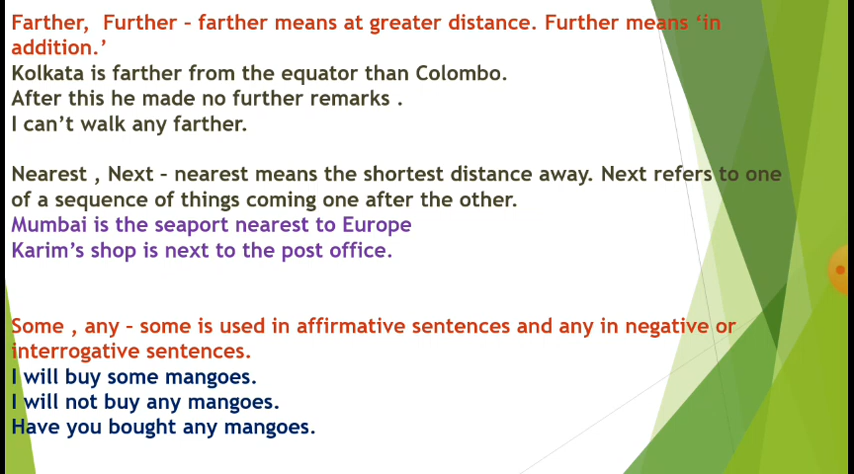 Farther,  Further – farther means at greater distance. Further means ‘in
addition.’
Kolkata is farther from the equator than Colombo.
After this he made no further remarks .
I can’t walk any farther.
Nearest , Next – nearest means the shortest distance away. Next refers to one
of a sequence of things coming one after the other.
Mumbai is the seaport nearest to Europe
Karim’s shop is next to the post office.
Some , any – some is used in affirmative sentences and any in negative or
interrogative sentences.
I will buy some mangoes.
I will not buy any mangoes.
Have you bought any mangoes.